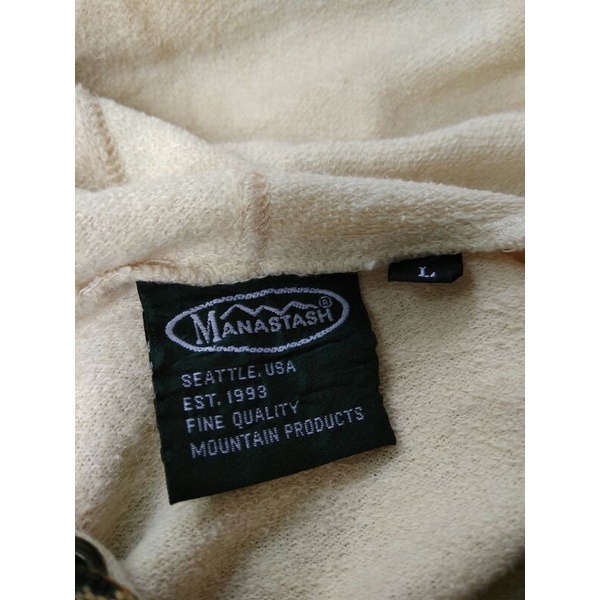 L
MANASTASH®
SEATTLE, USA
EST. 1993
FINE QUALITY
MOUNTAIN PRODUCTS